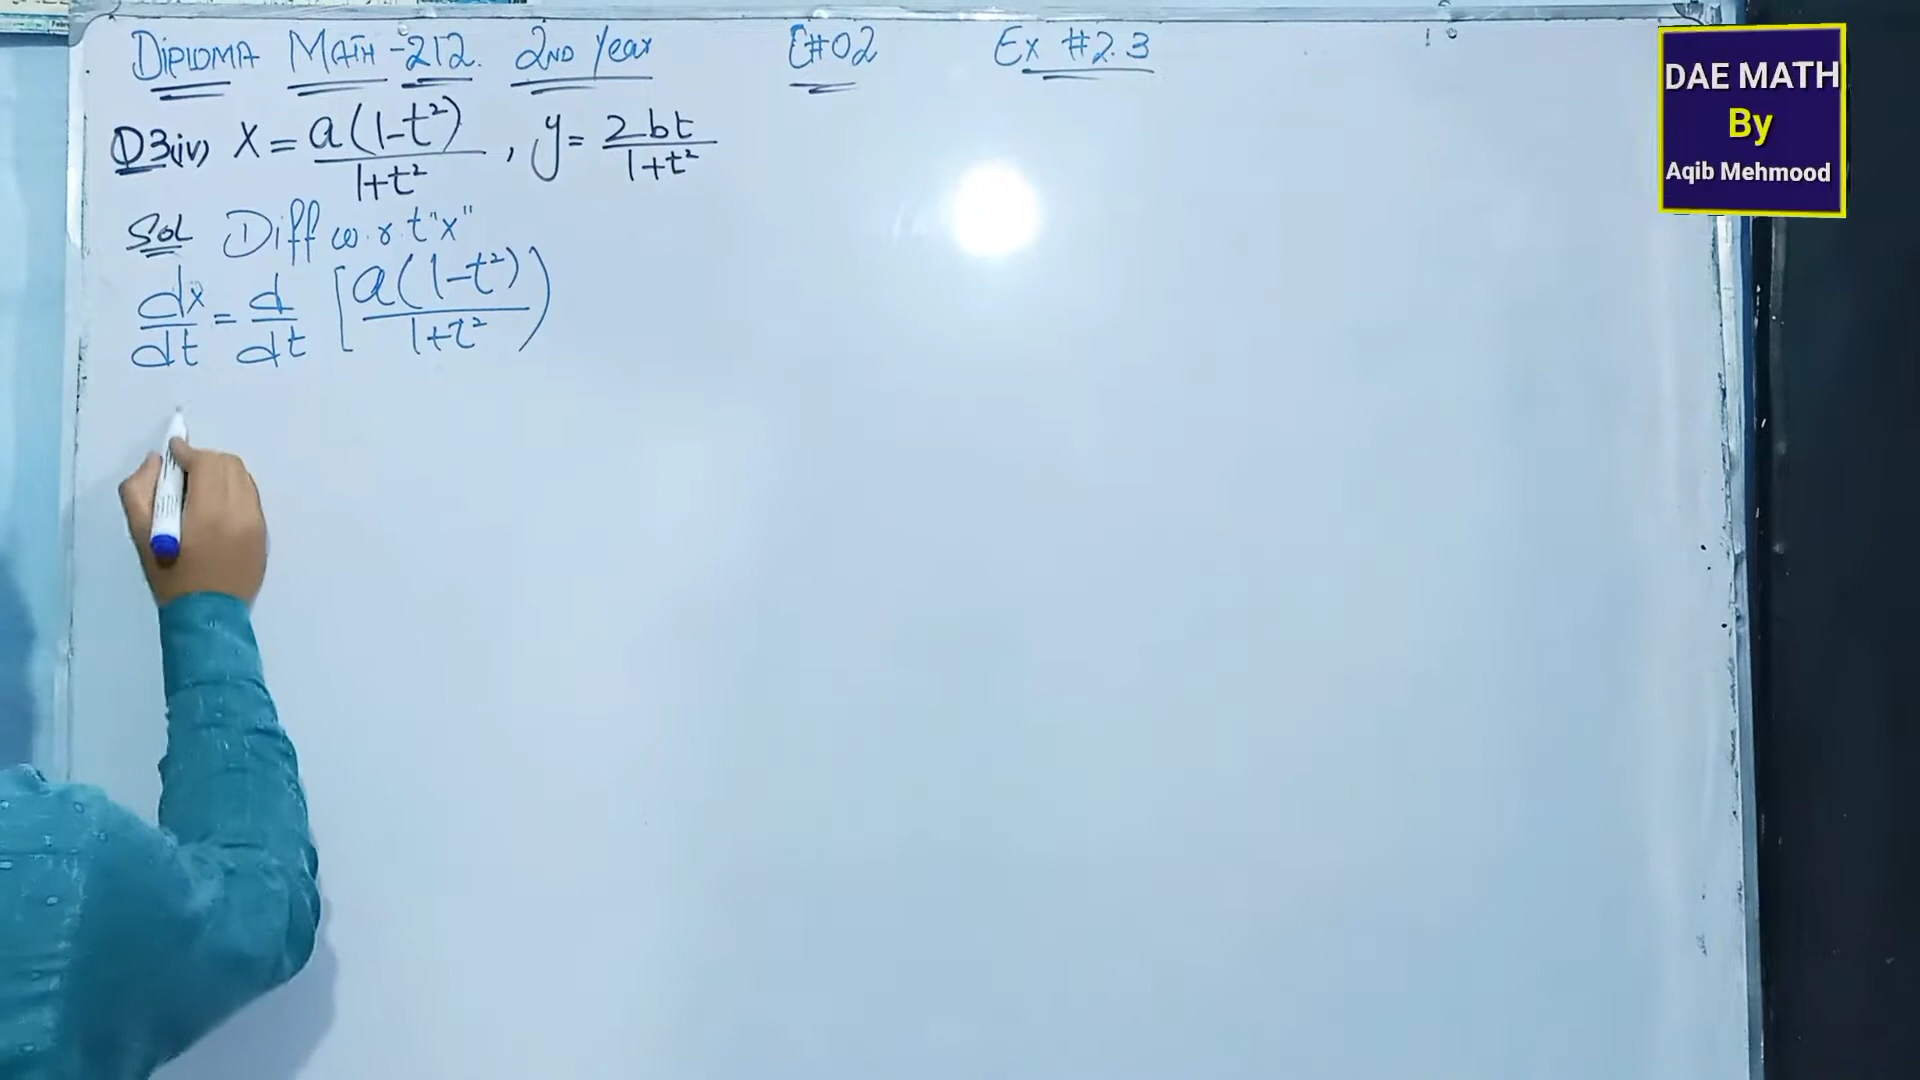 DIPLOMA MATH-212. 2ND Year C#02 Ex #2.3
Q3(iv) x = a(1-t²)/1+t² , y = 2bt/1+t²
Sol Diff w.r.t "x"
dx/dt = d/dt [a(1-t²)/1+t²)
DAE MATH
By
Aqib Mehmood